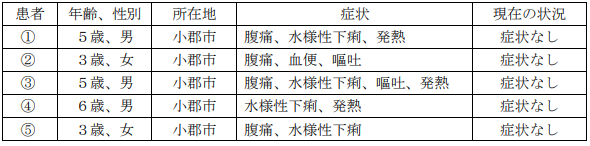 患者 年齢、性別 所在地 症状 現在の状況
① ５歳、男 小郡市 腹痛、水様性下痢、発熱 症状なし
② ３歳、女 小郡市 腹痛、血便、嘔吐 症状なし
③ ５歳、男 小郡市 腹痛、水様性下痢、嘔吐、発熱 症状なし
④ ６歳、男 小郡市 水様性下痢、発熱 症状なし
⑤ ３歳、女 小郡市 腹痛、水様性下痢 症状なし